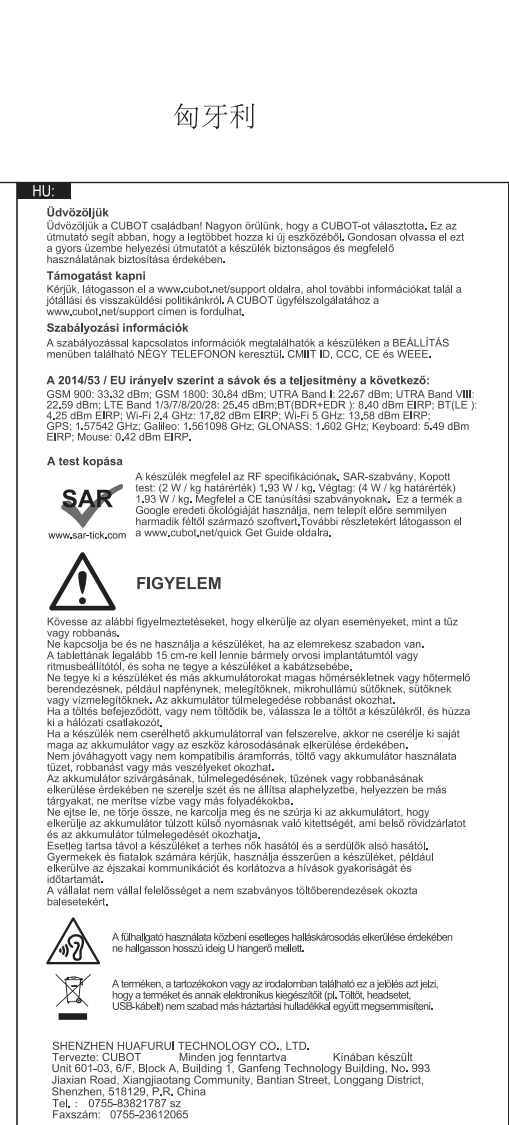 匈牙利
HU:
Üdvözöljük
Üdvözöljük a CUBOT családban! Nagyon örülünk, hogy a CUBOT-ot választotta. Ez az
útmutató segít abban, hogy a legtöbbet hozza ki új eszközéből. Gondosan olvassa el ezt
a gyors üzembe helyezési útmutatót a készülék biztonságos és megfelelő
használatának biztosítása érdekében.
Támogatást kapni
Kérjük, látogasson el a www.cubot.net/support oldalra, ahol további információkat talál a
jótállási és visszaküldési politikánkról. A CUBOT ügyfélszolgálatához a
www.cubot.net/support címen is fordulhat.
Szabályozási információk
A szabályozással kapcsolatos információk megtalálhatók a készüléken a BEÁLLÍTÁS
menüben található NÉGY TELEFONON keresztül. CMIIT ID, CCC, CE és WEEE.
A 2014/53 / EU irányelv szerint a sávok és a teljesítmény a következő:
GSM 900: 33.32 dBm; GSM 1800: 30.84 dBm; UTRA Band I: 22.67 dBm; UTRA Band VIII:
22.59 dBm; LTE Band 1/3/7/8/20/28: 25.45 dBm;BT(BDR+EDR ): 8.40 dBm EIRP; BT(LE ):
4.25 dBm EIRP; Wi-Fi 2.4 GHz: 17.82 dBm EIRP; Wi-Fi 5 GHz: 13.58 dBm EIRP;
GPS: 1.57542 GHz; Galileo: 1.561098 GHz; GLONASS: 1.602 GHz; Keyboard: 5.49 dBm
EIRP; Mouse: 0.42 dBm EIRP.
A test kopása
A készülék megfelel az RF specifikációnak. SAR-szabvány, Kopott
test: (2 W / kg határérték) 1.93 W / kg. Végtag: (4 W / kg határérték)
1.93 W / kg. Megfelel a CE tanúsítási szabványoknak. Ez a termék a
Google eredeti ökológiáját használja, nem telepít előre semmilyen
harmadik féltől származó szoftvert.További részletekért látogasson el
a www.cubot.net/quick Get Guide oldalra.
SAR
www.sar-tick.com
FIGYELEM
Kövesse az alábbi figyelmeztetéseket, hogy elkerülje az olyan eseményeket, mint a tűz
vagy robbanás.
Ne kapcsolja be és ne használja a készüléket, ha az elemrekesz szabadon van.
A tablettának legalább 15 cm-re kell lennie bármely orvosi implantátumtól vagy
ritmusbeállítótól, és soha ne tegye a készüléket a kabátzsebébe.
Ne tegye ki a készüléket és más akkumulátorokat magas hőmérsékletnek vagy hőtermelő
berendezésnek, például napfénynek, melegítőknek, mikrohullámú sütőknek, sütőknek
vagy vízmelegítőknek. Az akkumulátor túlmelegedése robbanást okozhat.
Ha a töltés befejeződött, vagy nem töltődik be, válassza le a töltőt a készülékről, és húzza
ki a hálózati csatlakozót.
Ha a készülék nem cserélhető akkumulátorral van felszerelve, akkor ne cserélje ki saját
maga az akkumulátor vagy az eszköz károsodásának elkerülése érdekében.
Nem jóváhagyott vagy nem kompatibilis áramforrás, töltő vagy akkumulátor használata
tüzet, robbanást vagy más veszélyeket okozhat.
Az akkumulátor szivárgásának, túlmelegedésének, tűzének vagy robbanásának
elkerülése érdekében ne szerelje szét és ne állítsa alaphelyzetbe, helyezzen be más
tárgyakat, ne merítse vízbe vagy más folyadékokba.
Ne ejtse le, ne törje össze, ne karcolja meg és ne szúrja ki az akkumulátort, hogy
elkerülje az akkumulátor túlzott külső nyomásnak való kitettségét, ami belső rövidzárlatot
és az akkumulátor túlmelegedését okozhatja.
Esetleg tartsa távol a készüléket a terhes nők hasától és a serdülők alsó hasától.
Gyermekek és fiatalok számára kérjük, használja ésszerűen a készüléket, például
elkerülve az éjszakai kommunikációt és korlátozva a hívások gyakoriságát és
időtartamát.
A vállalat nem vállal felelősséget a nem szabványos töltőberendezések okozta
balesetekért.
A fülhallgató használata közbeni esetleges halláskárosodás elkerülése érdekében
ne hallgasson hosszú ideig U hangerő mellett.
A terméken, a tartozékokon vagy az irodalomban található ez a jelölés azt jelzi,
hogy a terméket és annak elektronikus kiegészítőit (pl. Töltőt, headsetet,
USB-kábelt) nem szabad más háztartási hulladékkal együtt megsemmisíteni.
SHENZHEN HUAFURUI TECHNOLOGY CO., LTD.
Tervezte: CUBOT Minden jog fenntartva Kínában készült
Unit 601-03, 6/F, Block A, Building 1, Ganfeng Technology Building, No. 993
Jiaxian Road, Xiangjiaotang Community, Bantian Street, Longgang District,
Shenzhen, 518129, P.R. China
Tel. : 0755-83821787 sz
Faxszám: 0755-23612065